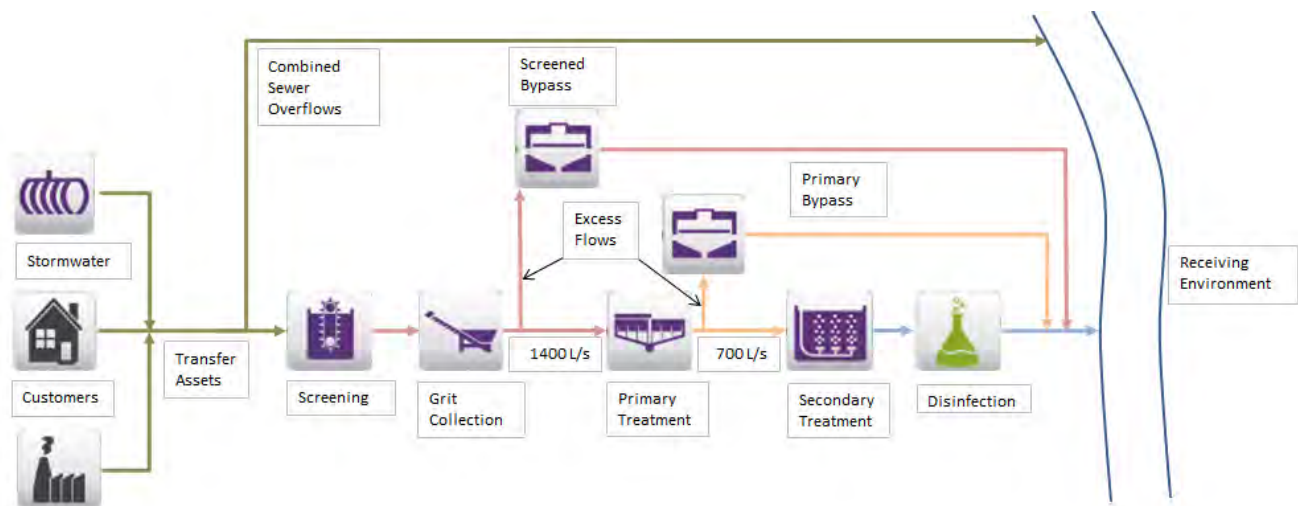 Combined
Sewer
Overflows
Screened
Bypass
Primary
Bypass
Excess
Flows
Stormwater
Receiving
Environment
Transfer
Assets
1400 L/s
700 L/s
Customers
Screening
Grit
Collection
Primary
Treatment
Secondary
Treatment
Disinfection